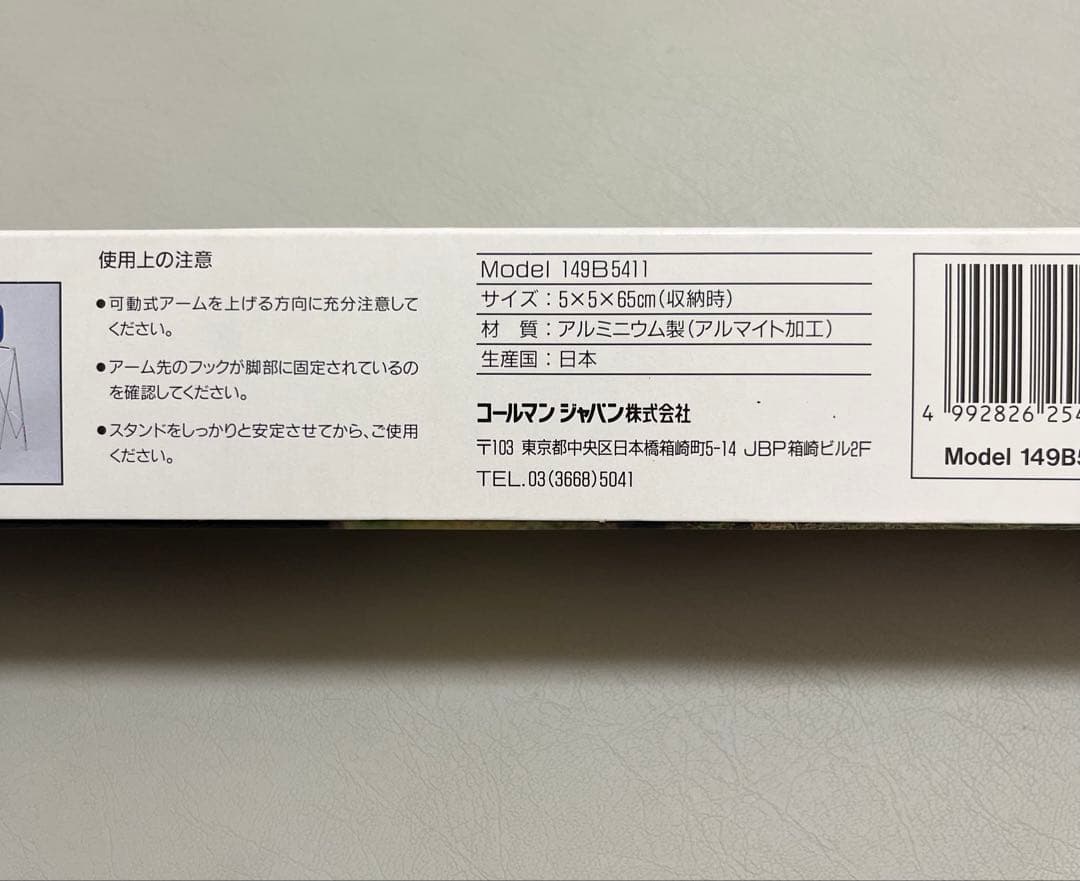 使用上の注意
●可動式アームを上げる方向に充分注意して
ください。
●アーム先のフックが脚部に固定されているの
を確認してください。
●スタンドをしっかりと安定させてから、ご使用
ください。
Model 149B5411
サイズ：5×5×65cm(収納時)
材　質：アルミニウム製(アルマイト加工)
生産国：日本
コールマン ジャパン株式会社
〒103 東京都中央区日本橋箱崎町5-14 JBP箱崎ビル2F
TEL.03(3668)5041
4 992826 254
Model 149B5